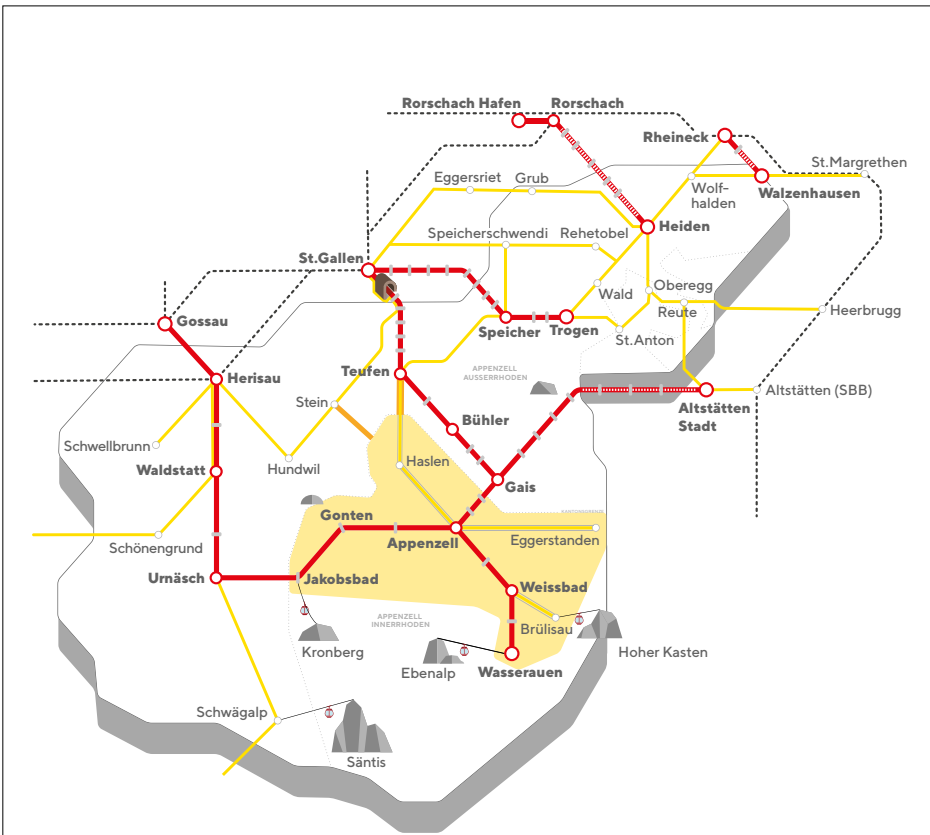 Rorschach Hafen
Rorschach
Rheineck
St.Margrethen
Eggersriet
Grub
Wolf-
halden
Walzenhausen
Heiden
Speicherschwendi
Rehetobel
St.Gallen
Wald
Oberegg
Reute
Heerbrugg
Gossau
Speicher
Trogen
St.Anton
Teufen
APPENZELL
AUSSERRHODEN
Herisau
Stein
Altstätten
Stadt
Altstätten (SBB)
Bühler
Schwellbrunn
Hundwil
Haslen
Waldstatt
Gais
Gonten
KANTONSGRENZE
Appenzell
Eggerstanden
Schönengrund
Urnäsch
Jakobsbad
Weissbad
APPENZELL
INNERRHODEN
Brülisau
Kronberg
Ebenalp
Wasserauen
Hoher Kasten
Schwägalp
Säntis